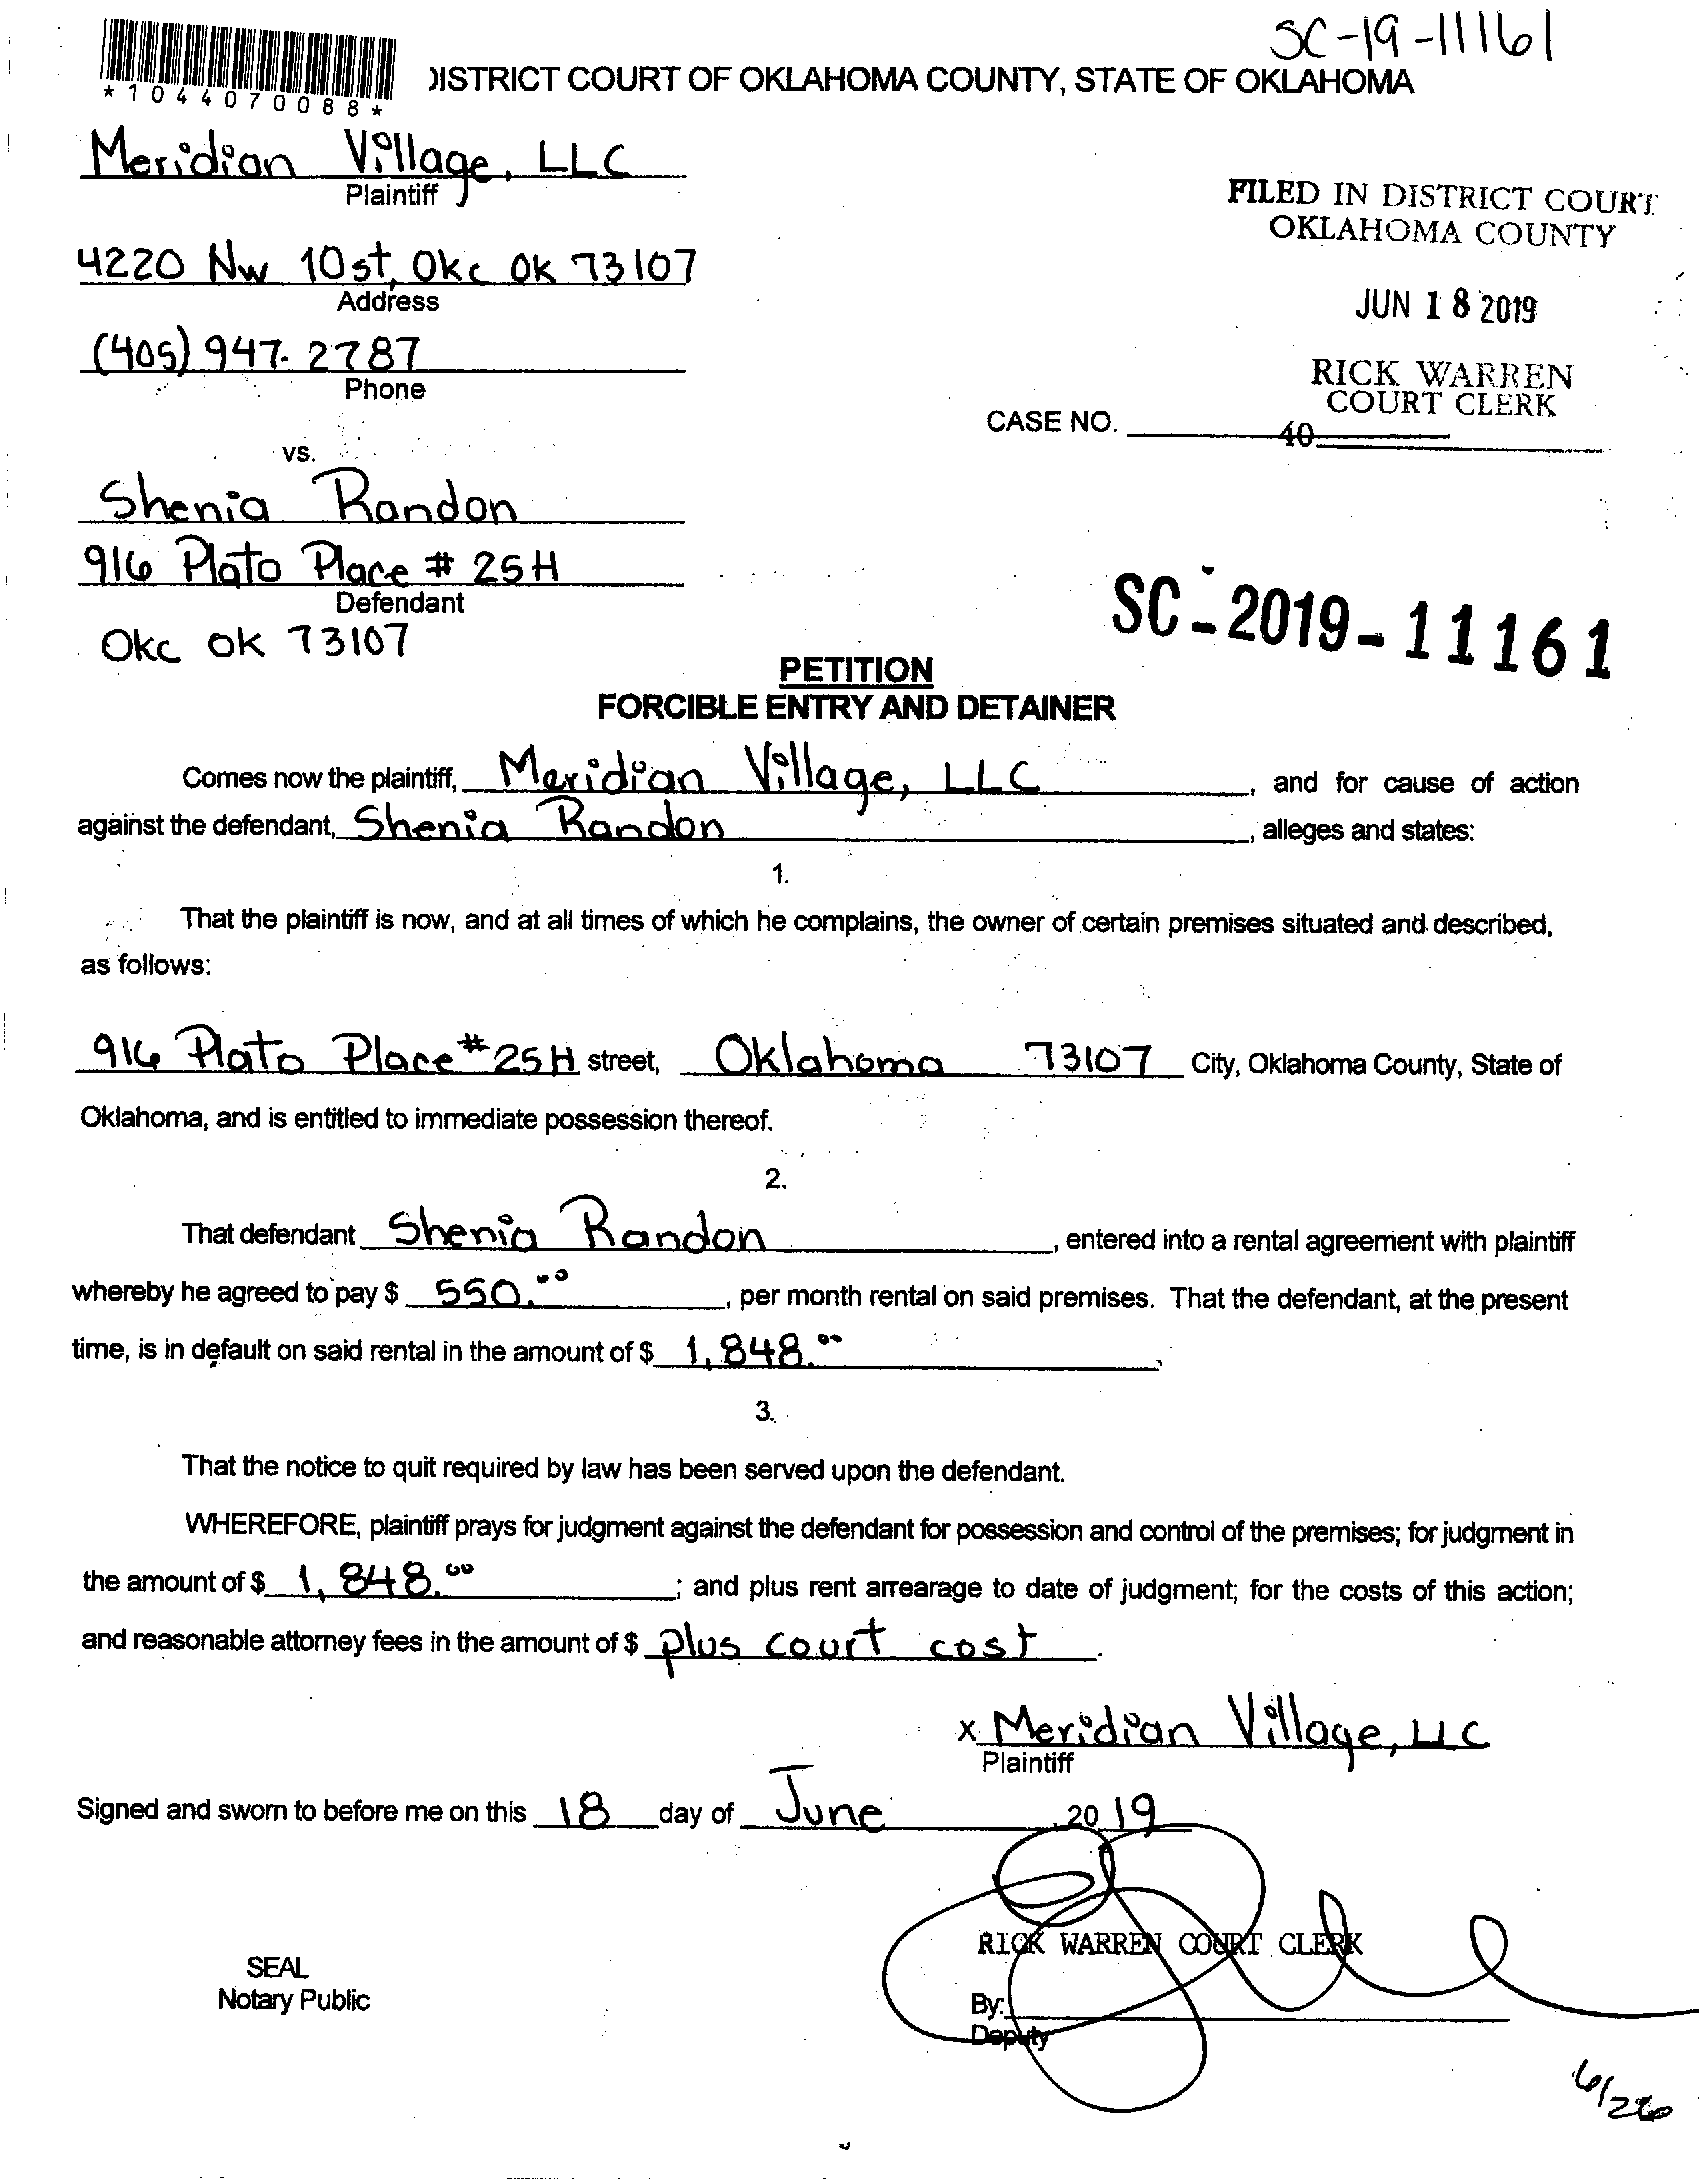 SC-19-11161
*1044070088*
DISTRICT COURT OF OKLAHOMA COUNTY, STATE OF OKLAHOMA
Meridian Village, LLC
Plaintiff
FILED IN DISTRICT COURT
OKLAHOMA COUNTY
4220 NW 10st, Okc OK 73107
Address
JUN 18 2019
(405) 947-2787
Phone
RICK WARREN
COURT CLERK
CASE NO.
40
vs.
Shenia Randon
916 Plato Place # 25H
Defendant
Okc OK 73107
SC-2019-11161
PETITION
FORCIBLE ENTRY AND DETAINER
Comes now the plaintiff, Meridian Village, LLC, and for cause of action
against the defendant, Shenia Randon, alleges and states:
1.
That the plaintiff is now, and at all times of which he complains, the owner of certain premises situated and described,
as follows:
916 Plato Place #25H street, Oklahoma 73107 City, Oklahoma County, State of
Oklahoma, and is entitled to immediate possession thereof.
2.
That defendant Shenia Randon, entered into a rental agreement with plaintiff
whereby he agreed to pay $ 550.00, per month rental on said premises. That the defendant, at the present
time, is in default on said rental in the amount of $ 1,848.00.
3.
That the notice to quit required by law has been served upon the defendant.
WHEREFORE, plaintiff prays for judgment against the defendant for possession and control of the premises; for judgment in
the amount of $ 1,848.00; and plus rent arrearage to date of judgment; for the costs of this action;
and reasonable attorney fees in the amount of $ plus court cost.
x Meridian Village, LLC
Plaintiff
Signed and sworn to before me on this 18 day of June, 2019
RICK WARREN COURT CLERK
SEAL
Notary Public
By:
Deputy
6/26